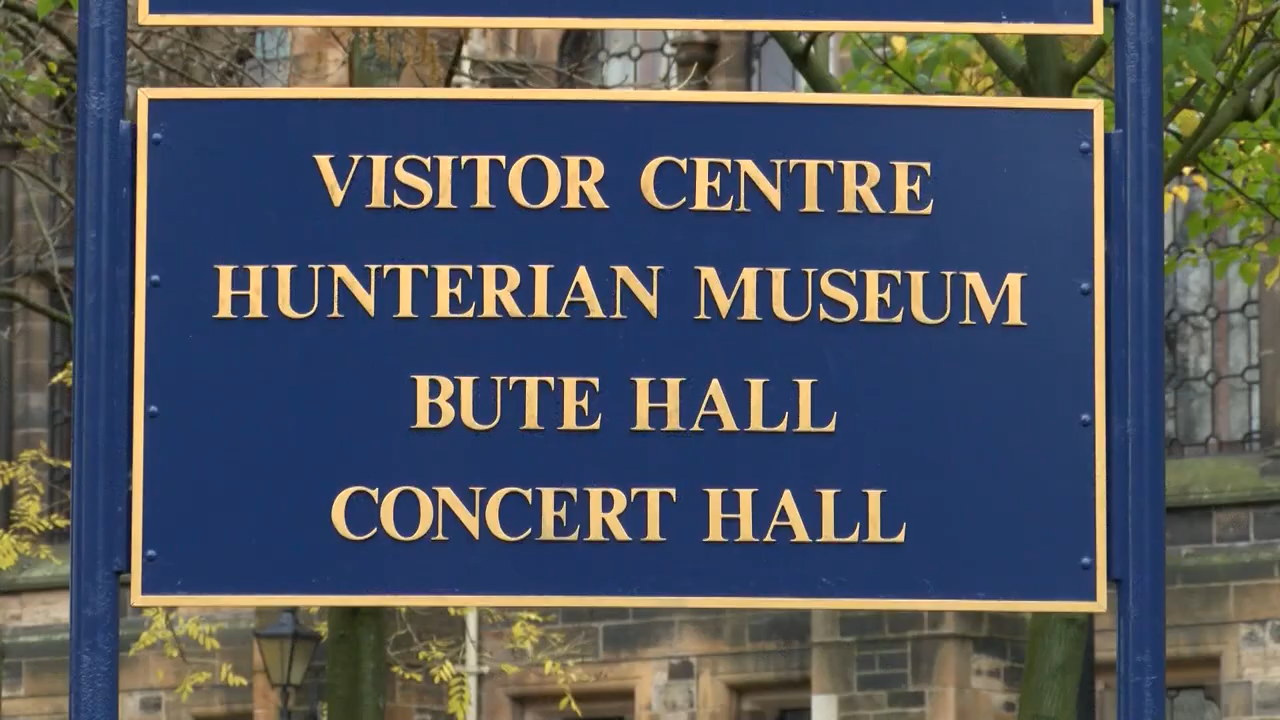 VISITOR CENTRE
HUNTERIAN MUSEUM
BUTE HALL
CONCERT HALL